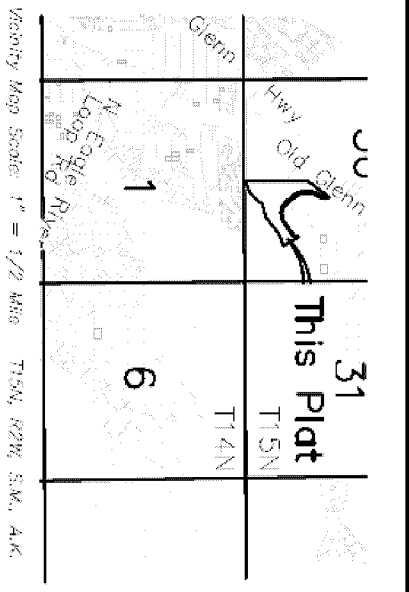 Glenn
Hwy
Old Glenn
N. Eagle River
Loop Rd
1
31
This Plat
T15N
T14N
6
Vicinity Map Scale: 1" = 1/2 Mile T15N, R2W, S.M., A.K.